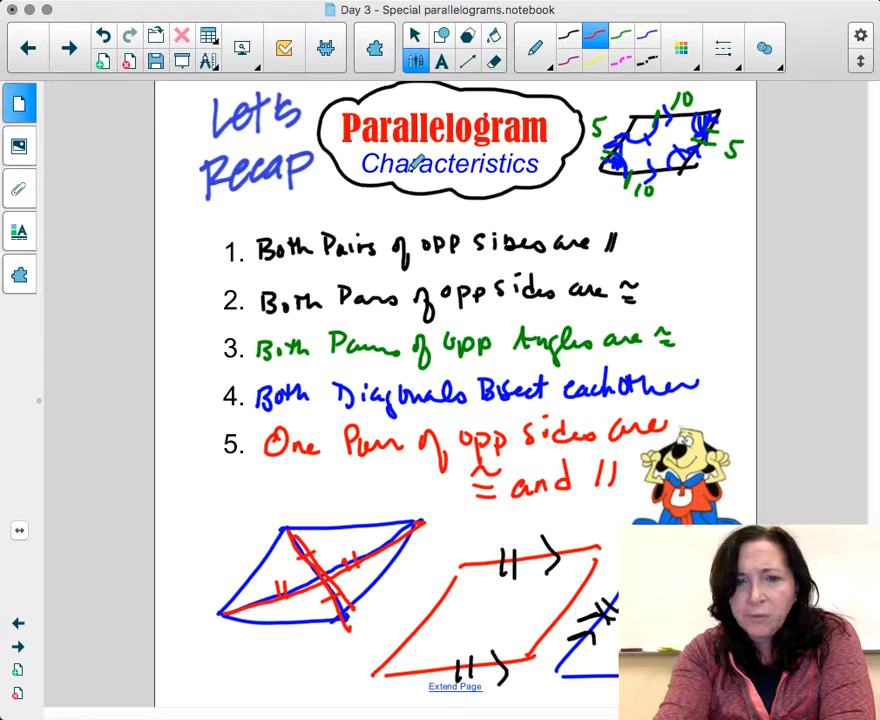 Day 3 - Special parallelograms.notebook
Let's
Recap
Parallelogram
Characteristics
10
5
5
10
1. Both Pairs of opp sides are ||
2. Both Pairs of opp sides are ≅
3. Both Pairs of opp Angles are ≅
4. Both Diagonals Bisect each other
5. One Pair of opp sides are
≅ and ||
Extend Page